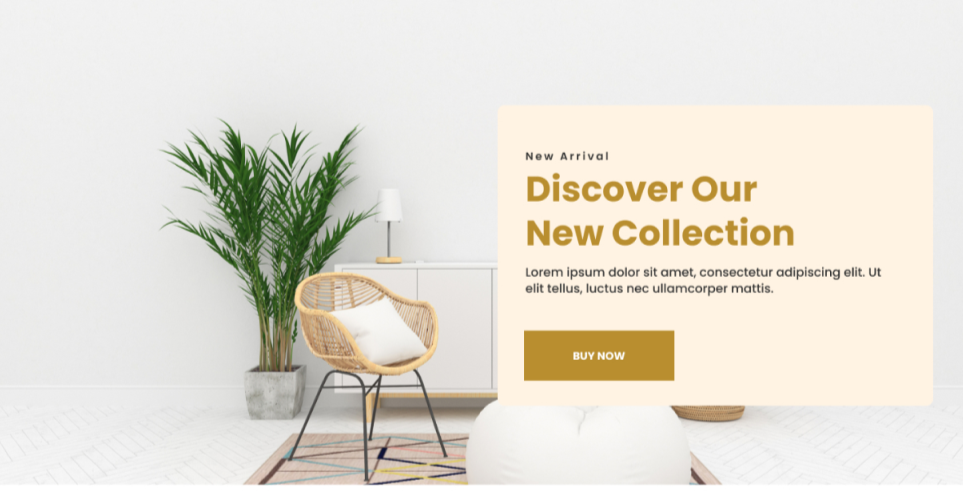 New Arrival
Discover Our
New Collection
Lorem ipsum dolor sit amet, consectetur adipiscing elit. Ut
elit tellus, luctus nec ullamcorper mattis.
BUY NOW